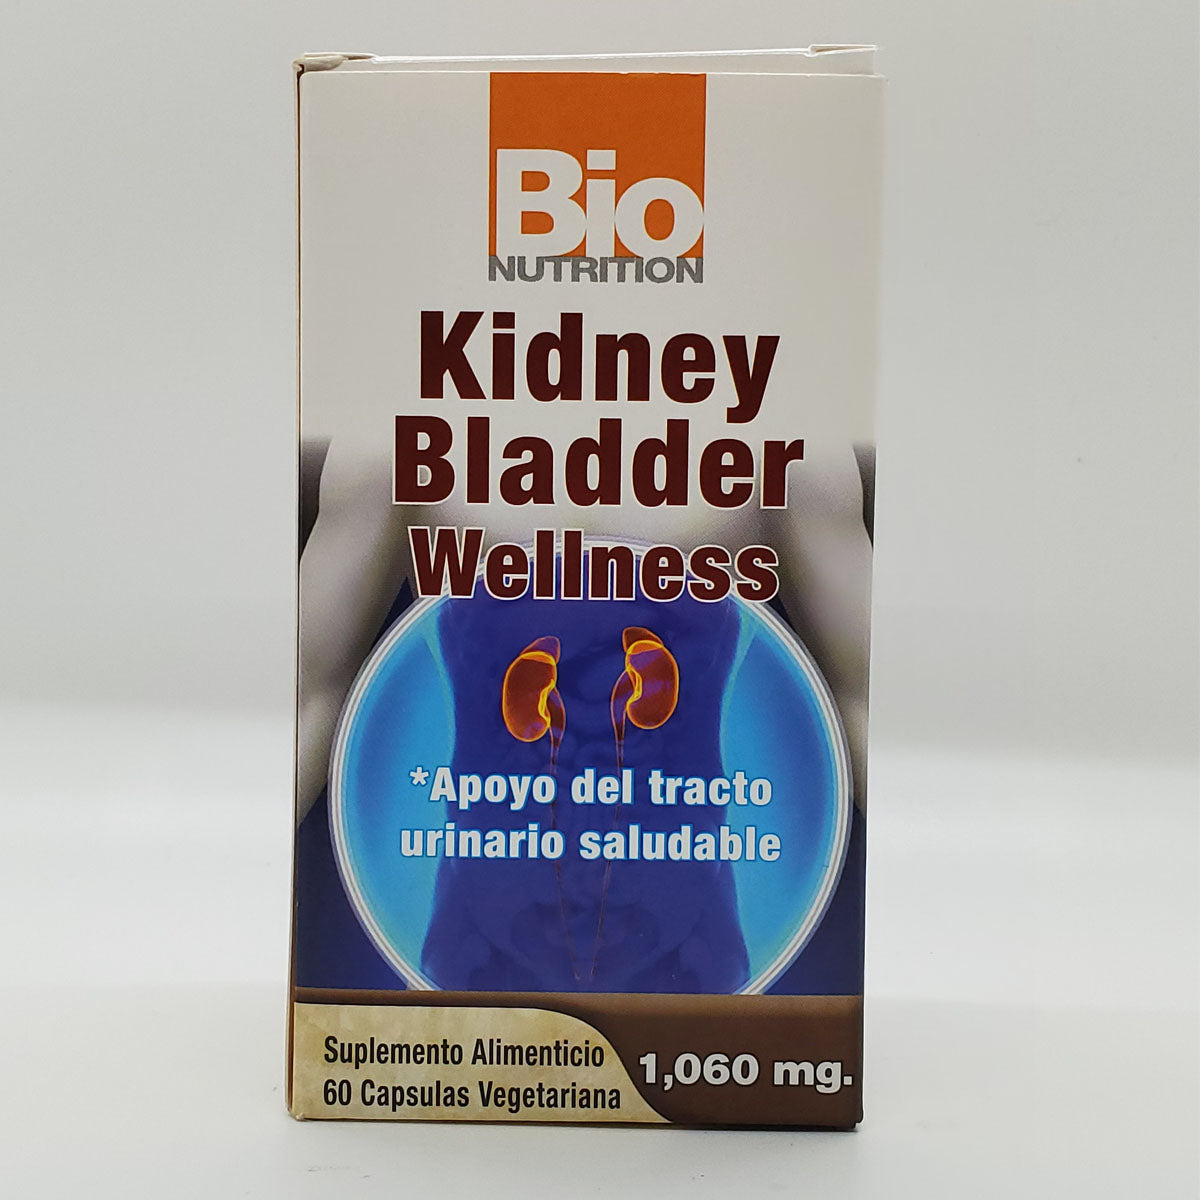 Bio
NUTRITION
Kidney
Bladder
Wellness
*Apoyo del tracto
urinario saludable
Suplemento Alimenticio
60 Capsulas Vegetariana
1,060 mg.